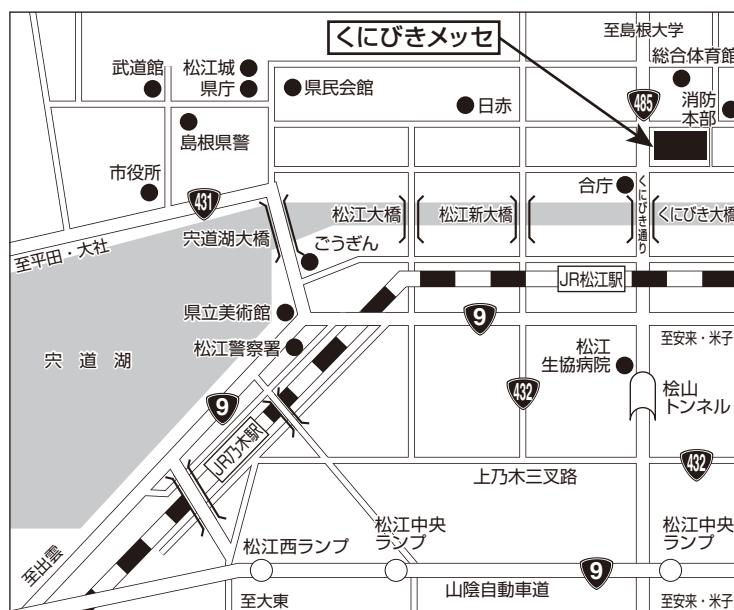 至島根大学
くにびきメッセ
総合体育館
武道館
松江城
県庁
県民会館
日赤
485
消防
本部
島根県警
市役所
合庁
431
松江大橋
松江新大橋
くにびき通り
くにびき大橋
宍道湖大橋
ごうぎん
至平田・大社
JR松江駅
県立美術館
9
松江警察署
至安来・米子
宍道湖
松江
生協病院
432
桧山
トンネル
9
JR乃木駅
432
上乃木三叉路
松江西ランプ
松江中央
ランプ
松江中央
ランプ
至出雲
9
山陰自動車道
至大東
至安来・米子